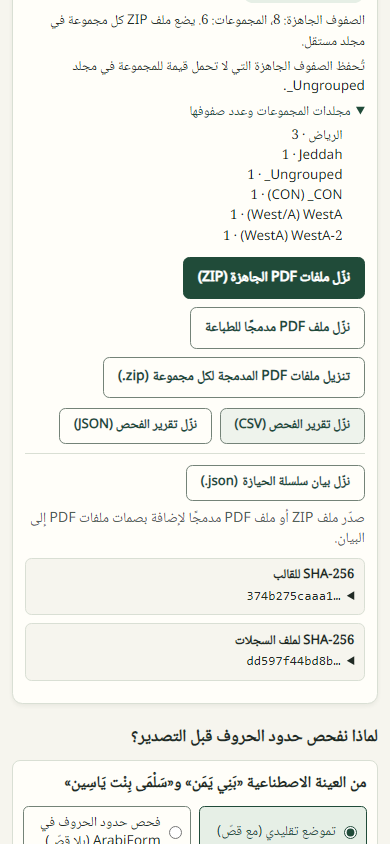 الصفوف الجاهزة: 8، المجموعات: 6. يضع ملف ZIP كل مجموعة في
مجلد مستقل.
تُحفظ الصفوف الجاهزة التي لا تحمل قيمة للمجموعة في مجلد
_Ungrouped.
▼ مجلدات المجموعات وعدد صفوفها
الرياض · 3
Jeddah · 1
_Ungrouped · 1
_CON (CON) · 1
WestA (West/A) · 1
WestA-2 (WestA) · 1
نزّل ملفات PDF الجاهزة (ZIP)
نزّل ملف PDF مدمجًا للطباعة
تنزيل ملفات PDF المدمجة لكل مجموعة (.zip)
نزّل تقرير الفحص (CSV)
نزّل تقرير الفحص (JSON)
نزّل بيان سلسلة الحيازة (.json)
صدّر ملف ZIP أو ملف PDF مدمجًا لإضافة بصمات ملفات PDF إلى
البيان.
SHA-256 للقالب
◀ 374b275caaa1…
SHA-256 لملف السجلات
◀ dd597f44bd8b…
لماذا نفحص حدود الحروف قبل التصدير؟
من العينة الاصطناعية «بَنِي يَمَن» و«سَلْمَى بِنْت يَاسِين»
تموضع تقليدي (مع قصّ)
فحص حدود الحروف في
ArabiForm (بلا قصّ)